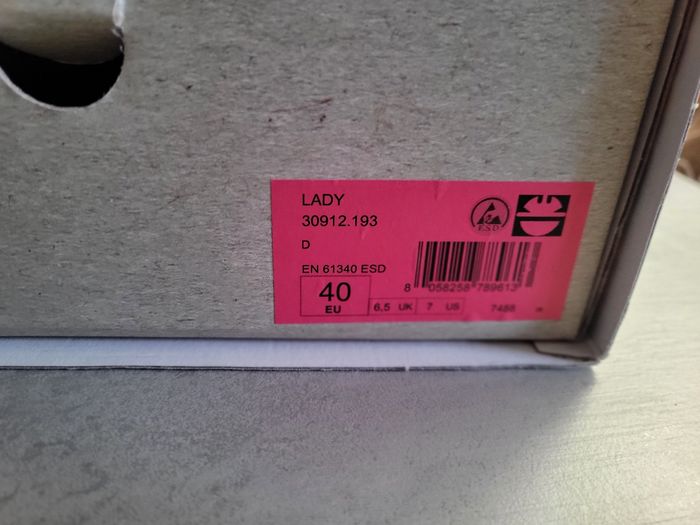 LADY
30912.193
D
ESD
EN 61340 ESD
8 058258 789613
40
EU
6,5 UK
7 US
7488